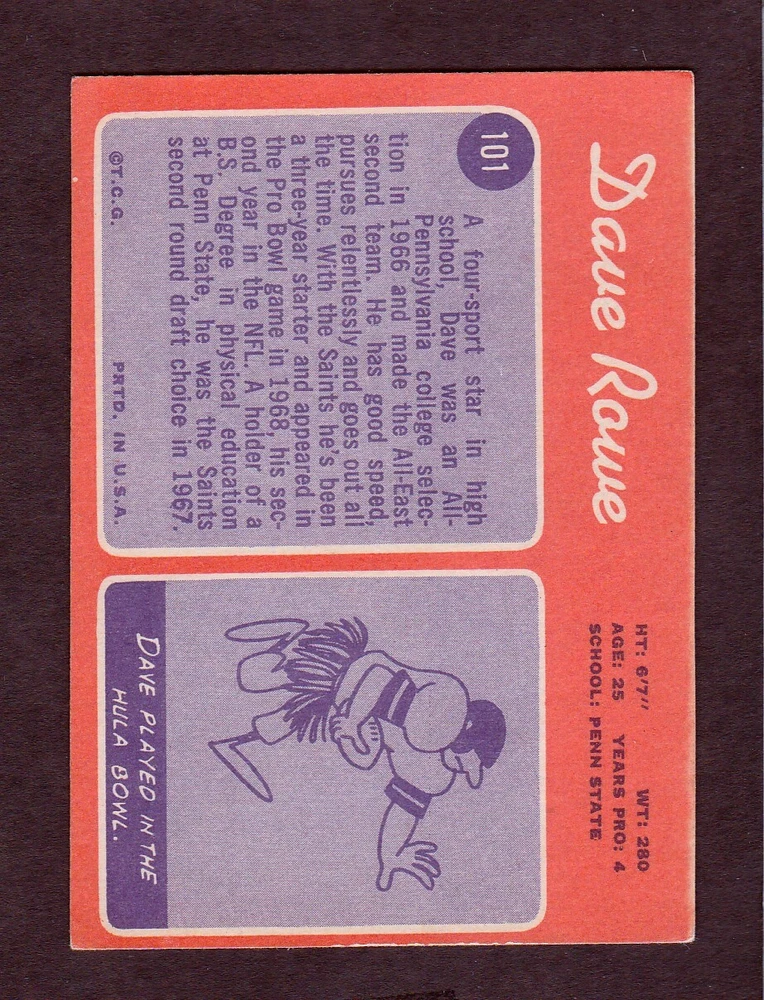 Dave Rowe
HT: 6'7" WT: 280
AGE: 25 YEARS PRO: 4
SCHOOL: PENN STATE
101
A four-sport star in high
school, Dave was an All-
Pennsylvania college selec-
tion in 1966 and made the All-East
second team. He has good speed,
pursues relentlessly and goes out all
the time. With the Saints he's been
a three-year starter and appeared in
the Pro Bowl game in 1968, his sec-
ond year in the NFL. A holder of a
B.S. Degree in physical education
at Penn State, he was the Saints
second round draft choice in 1967.
©T.C.G. PRTD. IN U.S.A.
DAVE PLAYED IN THE
HULA BOWL.